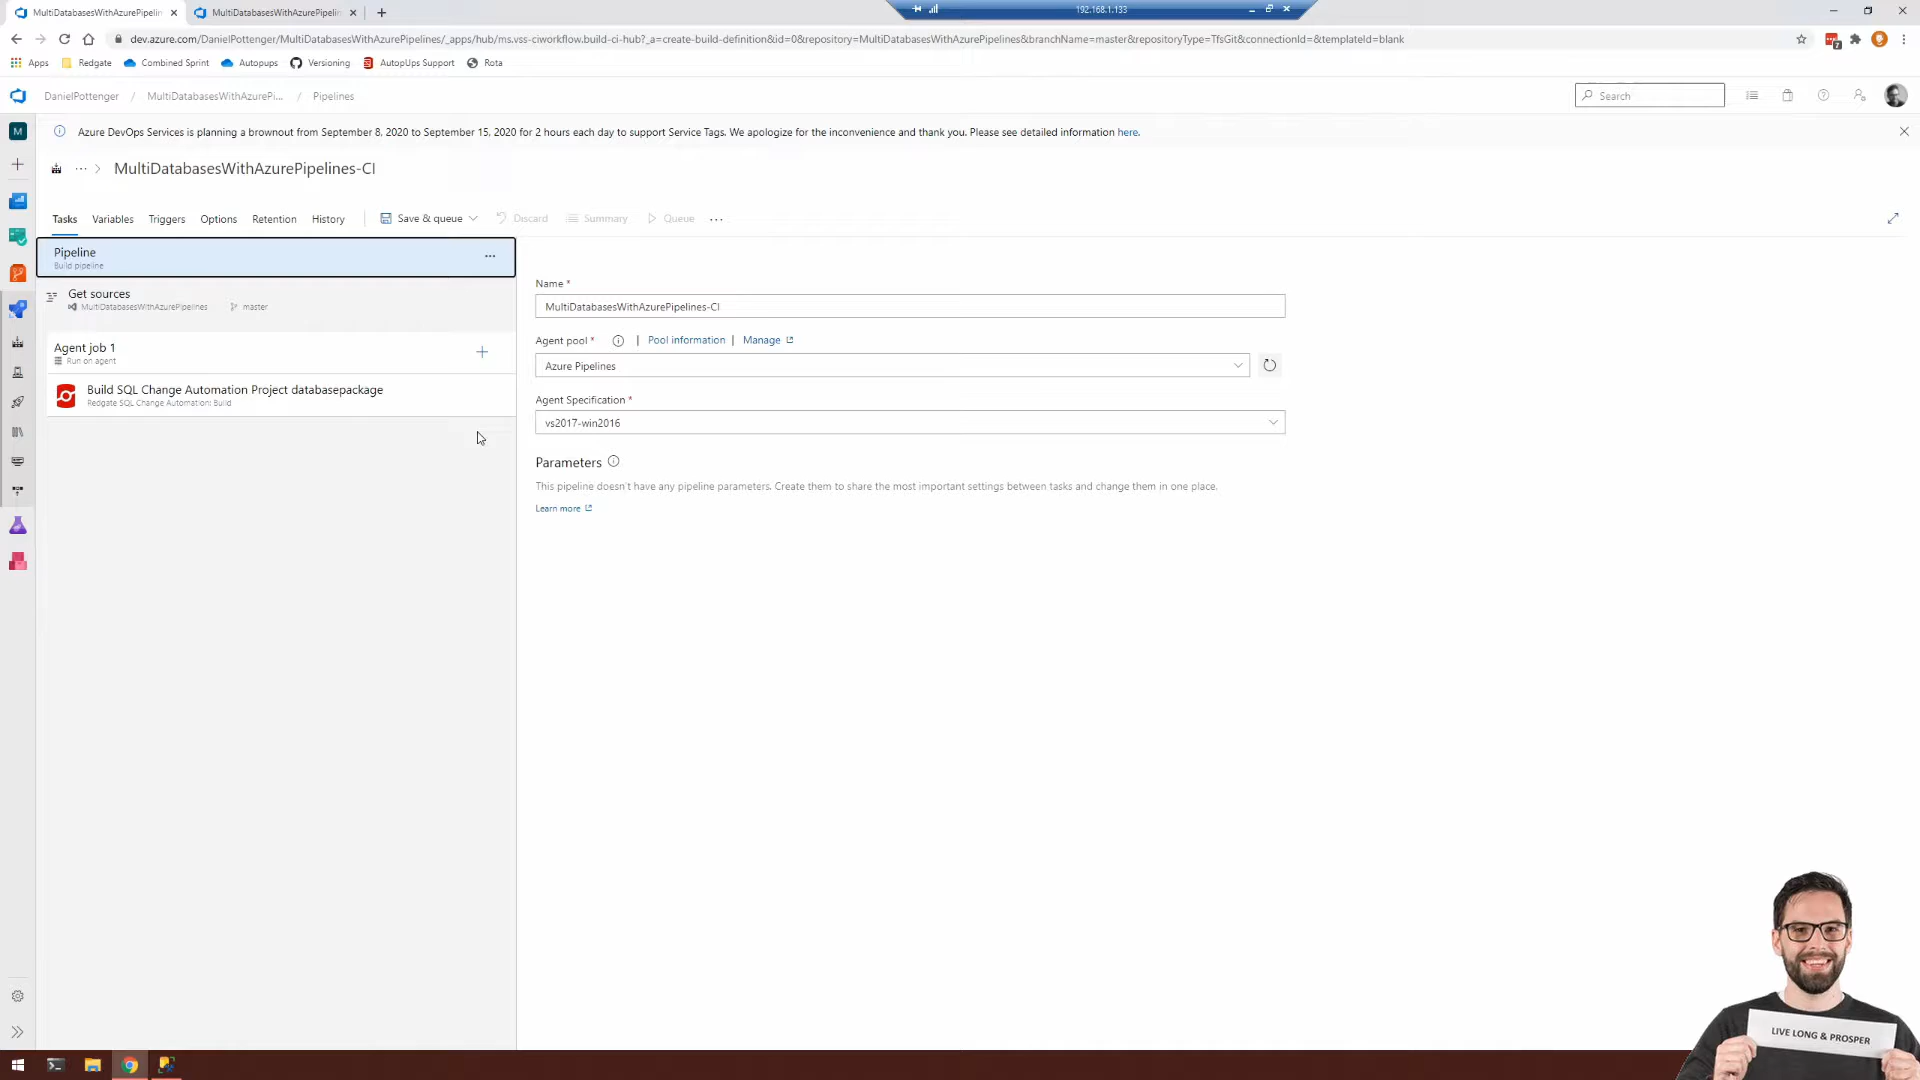 MultiDatabasesWithAzurePipelin
MultiDatabasesWithAzurePipelin
192.168.1.133
dev.azure.com/DanielPottenger/MultiDatabasesWithAzurePipelines/_apps/hub/ms.vss-ciworkflow.build-ci-hub?_a=create-build-definition&id=0&repository=MultiDatabasesWithAzurePipelines&branchName=master&repositoryType=TfsGit&connectionId=&templateId=blank
7
Apps
Redgate
Combined Sprint
Autopups
Versioning
AutopUps Support
Rota
DanielPottenger / MultiDatabasesWithAzurePi... / Pipelines
Search
M
Azure DevOps Services is planning a brownout from September 8, 2020 to September 15, 2020 for 2 hours each day to support Service Tags. We apologize for the inconvenience and thank you. Please see detailed information here.
... > MultiDatabasesWithAzurePipelines-CI
Tasks
Variables
Triggers
Options
Retention
History
Save & queue
Discard
Summary
Queue
...
Pipeline
...
Build pipeline
Get sources
MultiDatabasesWithAzurePipelines
master
Agent job 1
Run on agent
Build SQL Change Automation Project databasepackage
Redgate SQL Change Automation: Build
Name *
MultiDatabasesWithAzurePipelines-CI
Agent pool *
| Pool information | Manage
Azure Pipelines
Agent Specification *
vs2017-win2016
Parameters
This pipeline doesn't have any pipeline parameters. Create them to share the most important settings between tasks and change them in one place.
Learn more
LIVE LONG & PROSPER